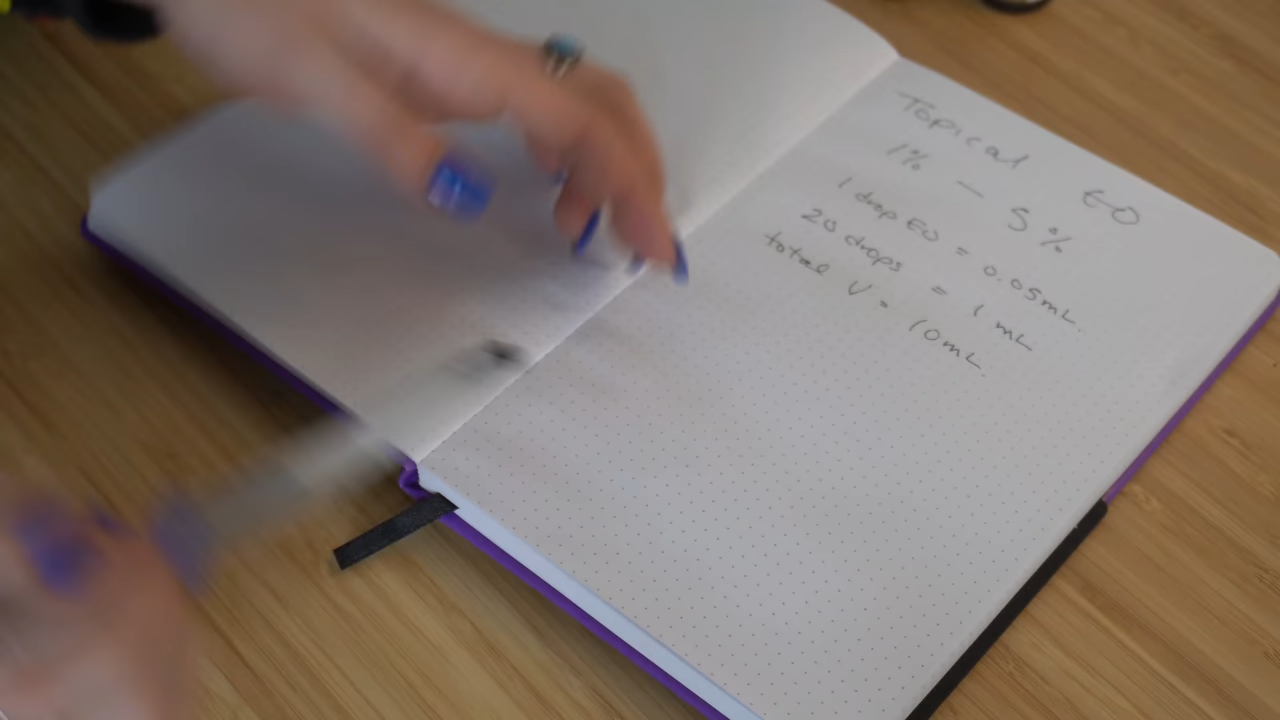 Topical EO
1% — 5%
1 drop EO = 0.05mL.
20 drops = 1 mL
total V = 10mL